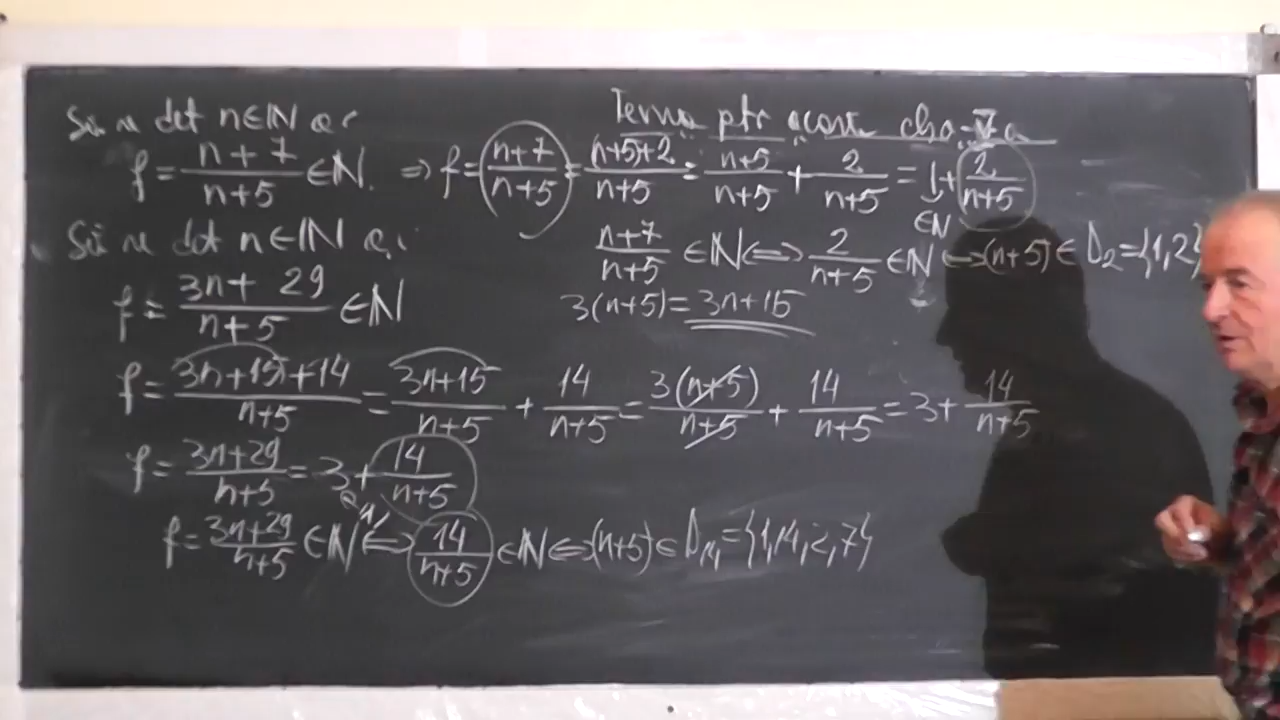 Să se det n∈ℕ a.î.
Tema ptr acasă cls a V a
f = (n+7)/(n+5) ∈ ℕ. ⇒ f = (n+7)/(n+5) = ((n+5)+2)/(n+5) = (n+5)/(n+5) + 2/(n+5) = 1 + 2/(n+5)
∈ℕ
Să se det n∈ℕ a.î.
(n+7)/(n+5) ∈ ℕ ⇔ 2/(n+5) ∈ ℕ ⇔ (n+5) ∈ D₂ = {1,2}
f = (3n+29)/(n+5) ∈ ℕ
3(n+5) = 3n+15
f = (3n+15)+14/(n+5) = (3n+15)/(n+5) + 14/(n+5) = 3(n+5)/(n+5) + 14/(n+5) = 3 + 14/(n+5)
f = (3n+29)/(n+5) = 3 + 14/(n+5)
∈ℕ
f = (3n+29)/(n+5) ∈ ℕ ⇔ 14/(n+5) ∈ ℕ ⇔ (n+5) ∈ D₁₄ = {1,14,2,7}